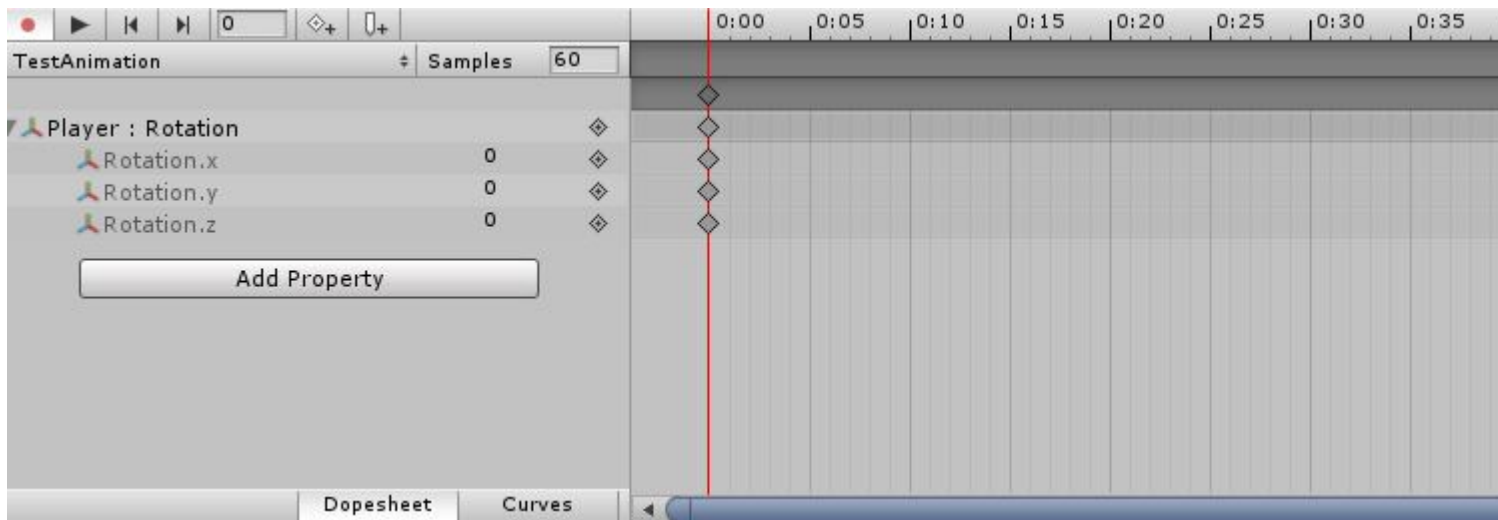 0 0:00 0:05 0:10 0:15 0:20 0:25 0:30 0:35
TestAnimation Samples 60
Player : Rotation
Rotation.x 0
Rotation.y 0
Rotation.z 0
Add Property
Dopesheet Curves